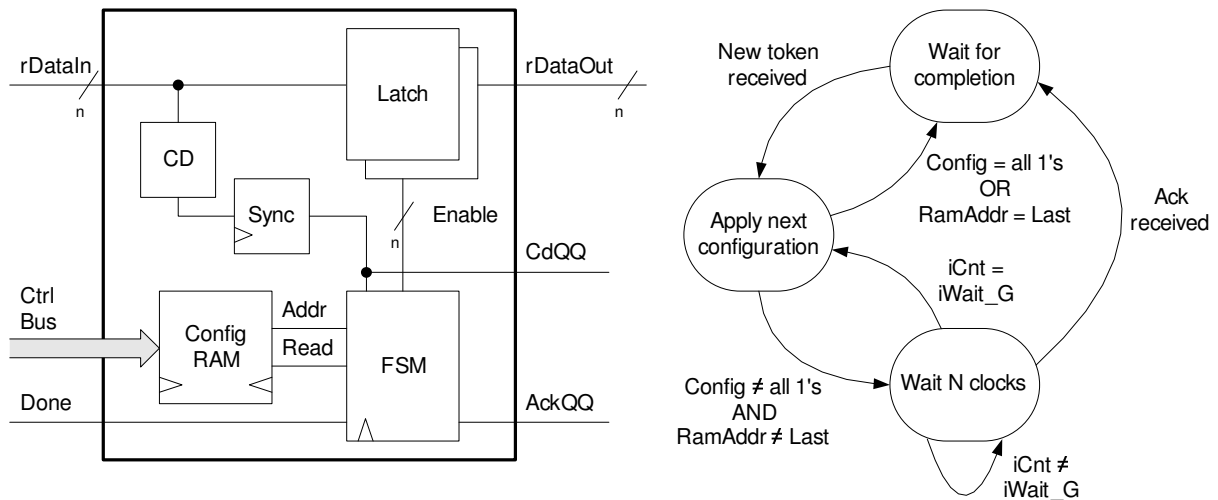 rDataIn
n
Latch
rDataOut
n
CD
Sync
n
Enable
CdQQ
Ctrl
Bus
Config
RAM
Addr
Read
FSM
Done
AckQQ
New token
received
Wait for
completion
Config = all 1's
OR
RamAddr = Last
Ack
received
Apply next
configuration
iCnt =
iWait_G
Wait N clocks
Config ≠ all 1's
AND
RamAddr ≠ Last
iCnt ≠
iWait_G